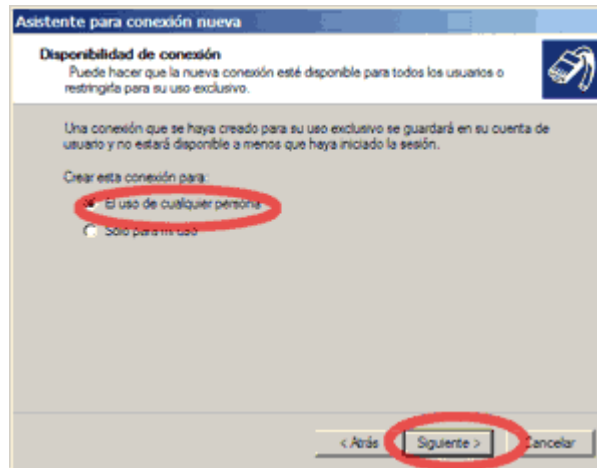 Asistente para conexión nueva
Disponibilidad de conexión
Puede hacer que la nueva conexión esté disponible para todos los usuarios o
restringirla para su uso exclusivo.
Una conexión que se haya creado para su uso exclusivo se guardará en su cuenta de
usuario y no estará disponible a menos que haya iniciado la sesión.
Crear esta conexión para:
El uso de cualquier persona
Sólo para mi uso
< Atrás
Siguiente >
Cancelar